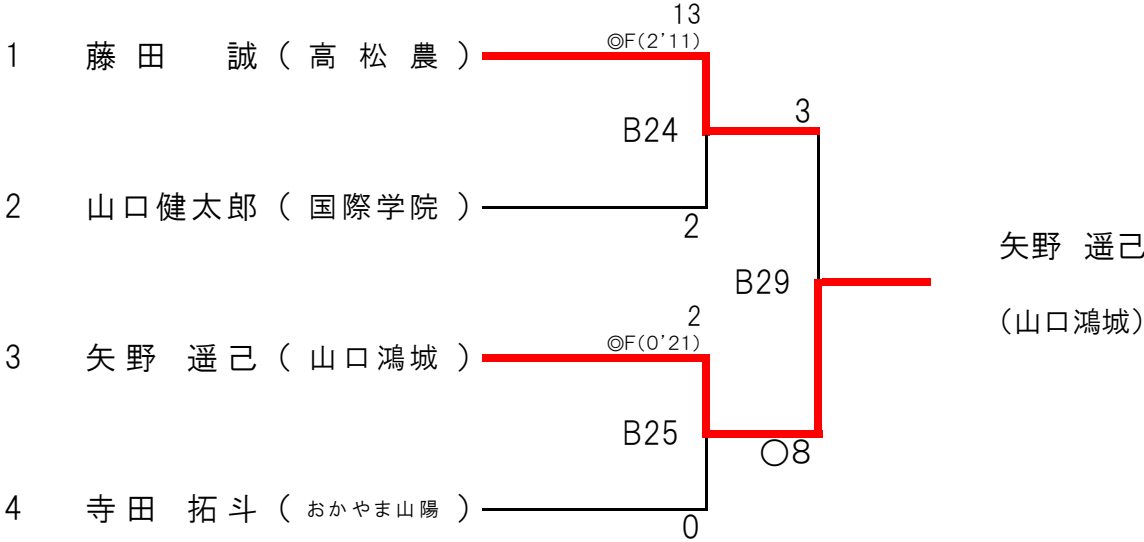 13
◎F(2'11)
1 藤田 誠（高松農）
3
B24
2 山口健太郎（国際学院）
2
矢野 遥己
B29
（山口鴻城）
2
◎F(0'21)
3 矢野 遥己（山口鴻城）
B25
○8
4 寺田 拓斗（おかやま山陽）
0